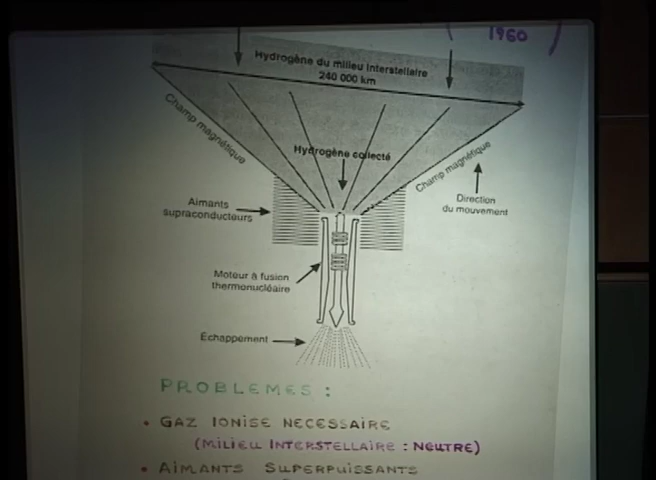 1960 )
Hydrogène du milieu interstellaire
240 000 km
Champ magnétique
Hydrogène collecté
Champ magnétique
Aimants
supraconducteurs
Direction
du mouvement
Moteur à fusion
thermonucléaire
Échappement
PROBLEMES :
• GAZ IONISE NECESSAIRE
(MILIEU INTERSTELLAIRE : NEUTRE)
• AIMANTS SUPERPUISSANTS